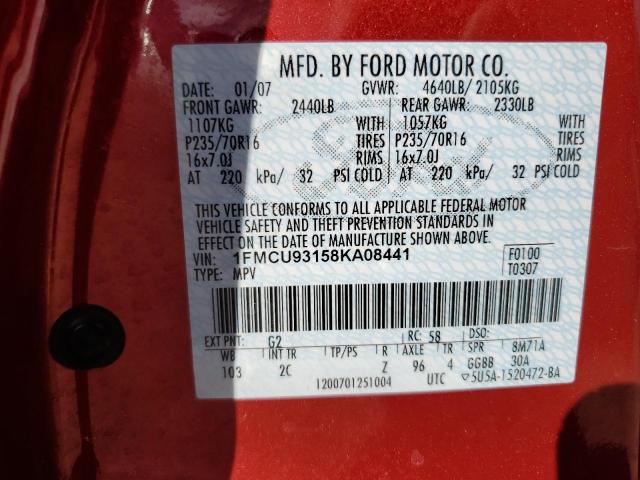 MFD. BY FORD MOTOR CO.
DATE: 01/07 GVWR: 4640LB/ 2105KG
FRONT GAWR: 2440LB REAR GAWR: 2330LB
1107KG WITH 1057KG WITH
P235/70R16 TIRES P235/70R16 TIRES
16x7.0J RIMS 16x7.0J RIMS
AT 220 kPa/ 32 PSI COLD AT 220 kPa/ 32 PSI COLD
THIS VEHICLE CONFORMS TO ALL APPLICABLE FEDERAL MOTOR
VEHICLE SAFETY AND THEFT PREVENTION STANDARDS IN
EFFECT ON THE DATE OF MANUFACTURE SHOWN ABOVE.
VIN: 1FMCU93158KA08441 F0100
TYPE: MPV T0307
EXT PNT: G2 RC: 58 DSO:
WB INT TR TP/PS R AXLE TR SPR 8M71A
103 2C Z 96 4 GGBB 30A
1200701251004 UTC ▽5U5A-1520472-BA
Ford